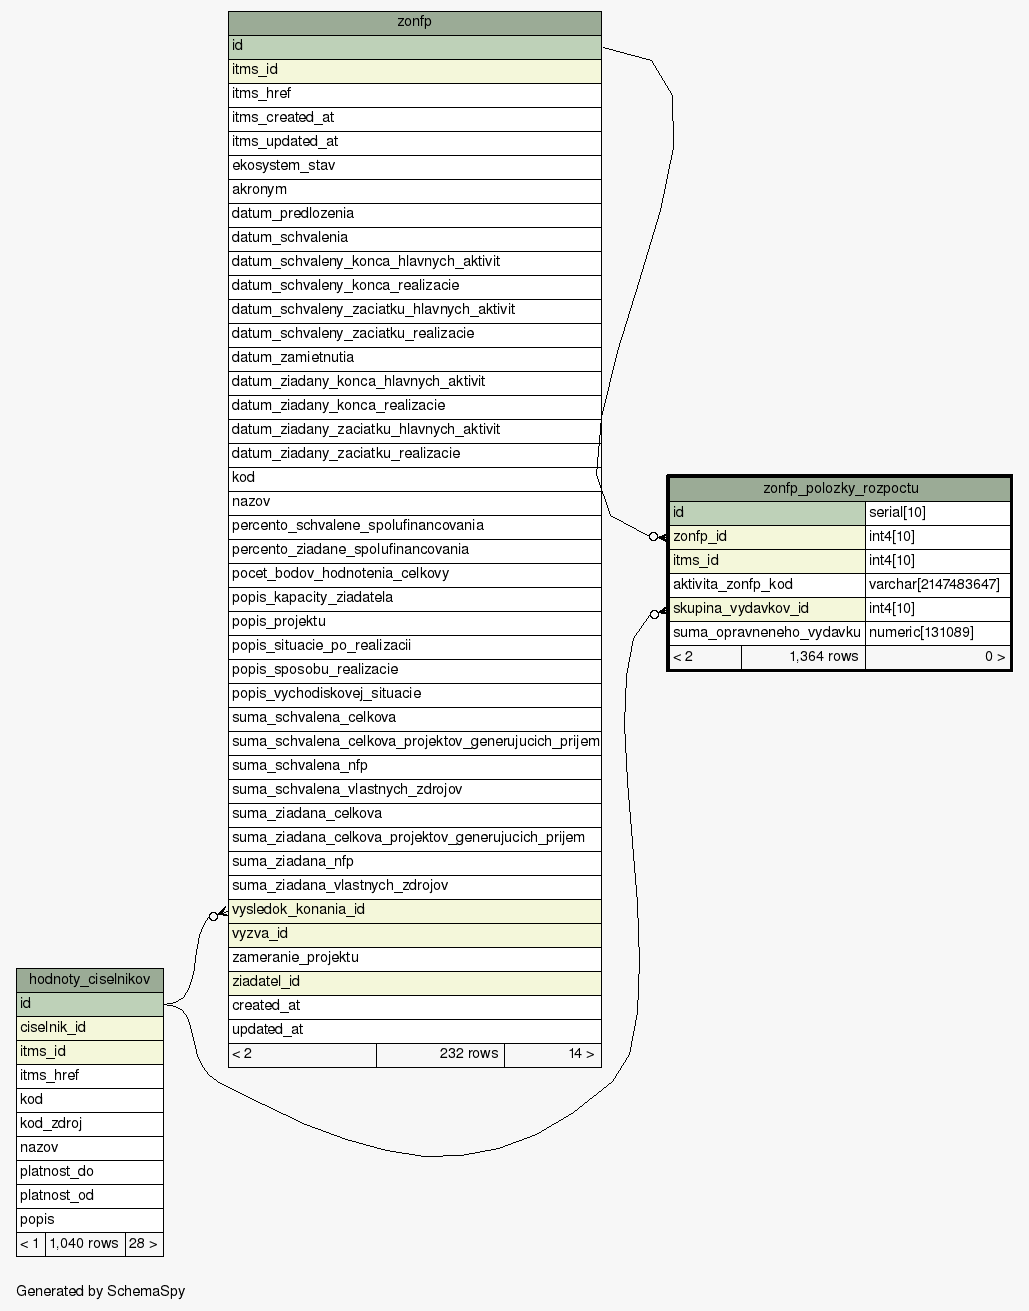 zonfp
id
itms_id
itms_href
itms_created_at
itms_updated_at
ekosystem_stav
akronym
datum_predlozenia
datum_schvalenia
datum_schvaleny_konca_hlavnych_aktivit
datum_schvaleny_konca_realizacie
datum_schvaleny_zaciatku_hlavnych_aktivit
datum_schvaleny_zaciatku_realizacie
datum_zamietnutia
datum_ziadany_konca_hlavnych_aktivit
datum_ziadany_konca_realizacie
datum_ziadany_zaciatku_hlavnych_aktivit
datum_ziadany_zaciatku_realizacie
kod
nazov
percento_schvalene_spolufinancovania
percento_ziadane_spolufinancovania
pocet_bodov_hodnotenia_celkovy
popis_kapacity_ziadatela
popis_projektu
popis_situacie_po_realizacii
popis_sposobu_realizacie
popis_vychodiskovej_situacie
suma_schvalena_celkova
suma_schvalena_celkova_projektov_generujucich_prijem
suma_schvalena_nfp
suma_schvalena_vlastnych_zdrojov
suma_ziadana_celkova
suma_ziadana_celkova_projektov_generujucich_prijem
suma_ziadana_nfp
suma_ziadana_vlastnych_zdrojov
vysledok_konania_id
vyzva_id
zameranie_projektu
ziadatel_id
created_at
updated_at
< 2 232 rows 14 >
zonfp_polozky_rozpoctu
id serial[10]
zonfp_id int4[10]
itms_id int4[10]
aktivita_zonfp_kod varchar[2147483647]
skupina_vydavkov_id int4[10]
suma_opravneneho_vydavku numeric[131089]
< 2 1,364 rows 0 >
hodnoty_ciselnikov
id
ciselnik_id
itms_id
itms_href
kod
kod_zdroj
nazov
platnost_do
platnost_od
popis
< 1 1,040 rows 28 >
Generated by SchemaSpy